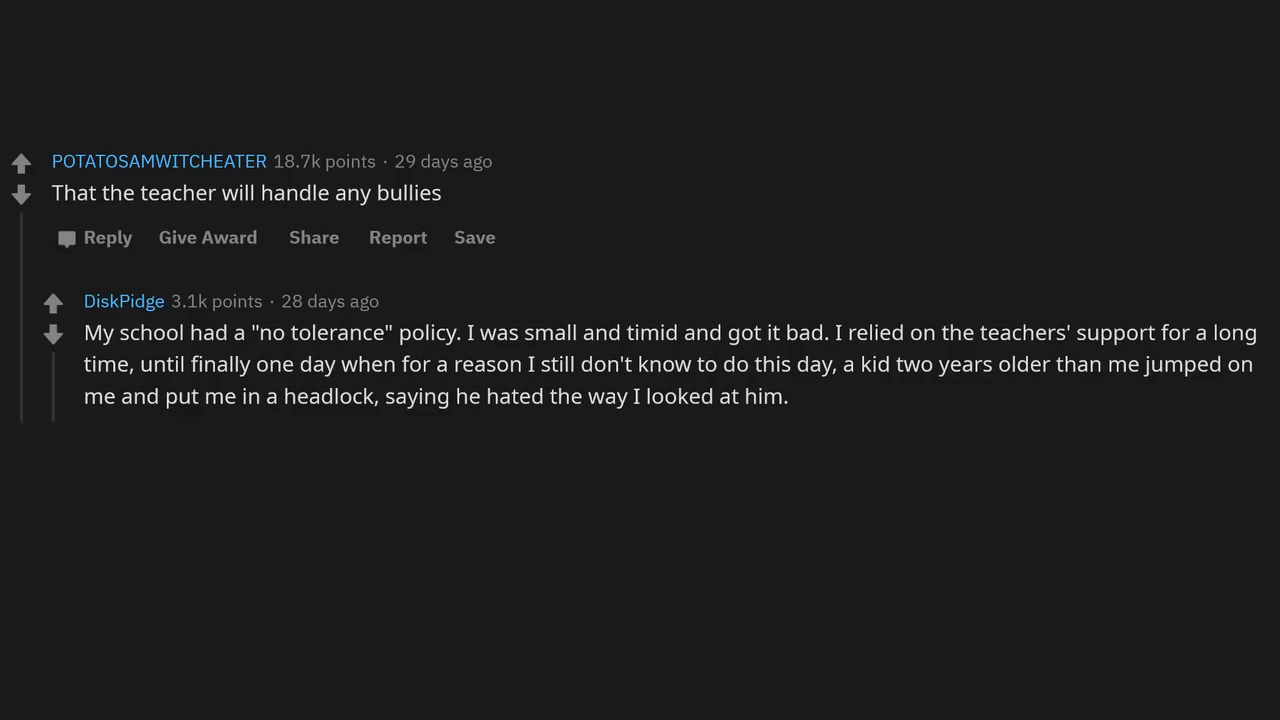 POTATOSAMWITCHEATER 18.7k points · 29 days ago
That the teacher will handle any bullies
Reply Give Award Share Report Save
DiskPidge 3.1k points · 28 days ago
My school had a "no tolerance" policy. I was small and timid and got it bad. I relied on the teachers' support for a long
time, until finally one day when for a reason I still don't know to do this day, a kid two years older than me jumped on
me and put me in a headlock, saying he hated the way I looked at him.